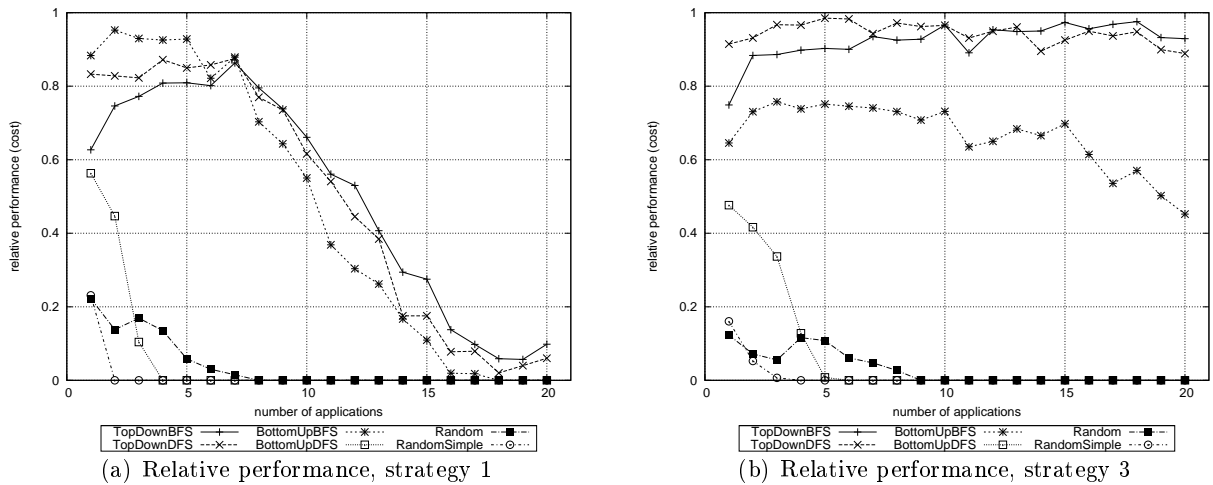 1
0.8
0.6
0.4
0.2
0
relative performance (cost)
0 5 10 15 20
number of applications
TopDownBFS BottomUpBFS Random
TopDownDFS BottomUpDFS RandomSimple
(a) Relative performance, strategy 1
1
0.8
0.6
0.4
0.2
0
relative performance (cost)
0 5 10 15 20
number of applications
TopDownBFS BottomUpBFS Random
TopDownDFS BottomUpDFS RandomSimple
(b) Relative performance, strategy 3